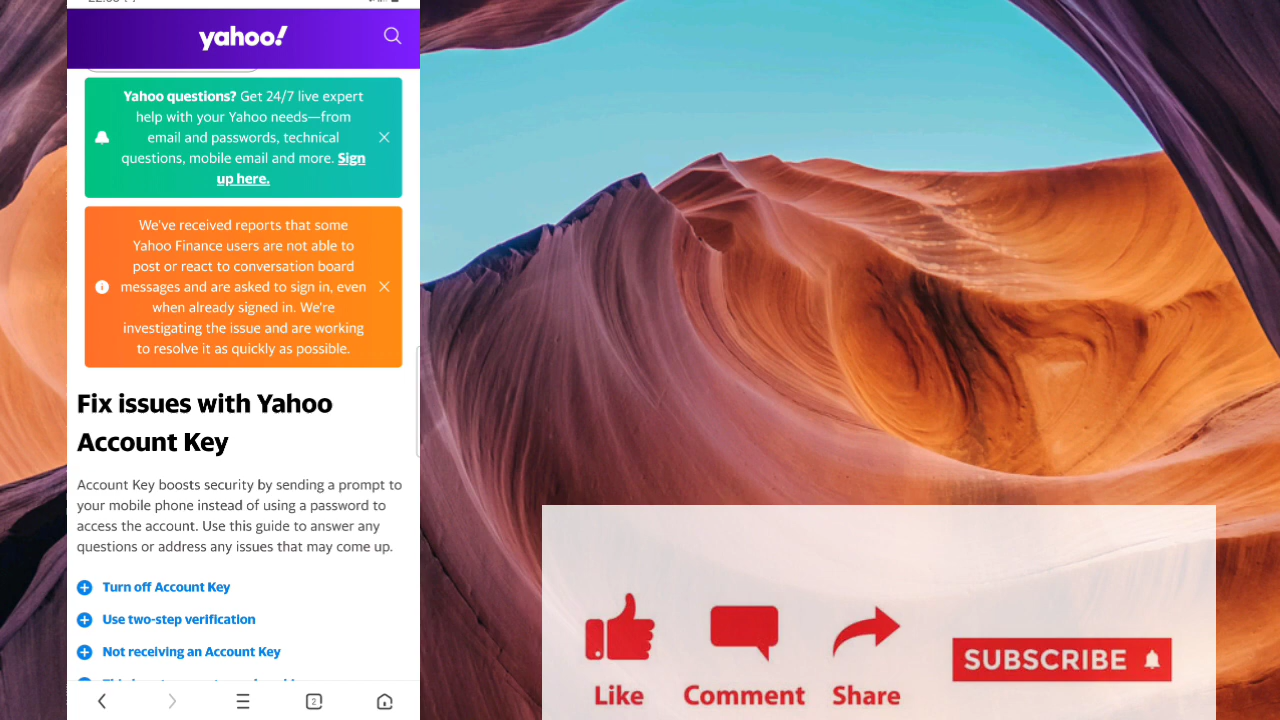 yahoo!
Yahoo questions? Get 24/7 live expert
help with your Yahoo needs—from
email and passwords, technical
questions, mobile email and more. Sign
up here.
We've received reports that some
Yahoo Finance users are not able to
post or react to conversation board
messages and are asked to sign in, even
when already signed in. We're
investigating the issue and are working
to resolve it as quickly as possible.
Fix issues with Yahoo
Account Key
Account Key boosts security by sending a prompt to
your mobile phone instead of using a password to
access the account. Use this guide to answer any
questions or address any issues that may come up.
Turn off Account Key
Use two-step verification
Not receiving an Account Key
2
Like
Comment
Share
SUBSCRIBE